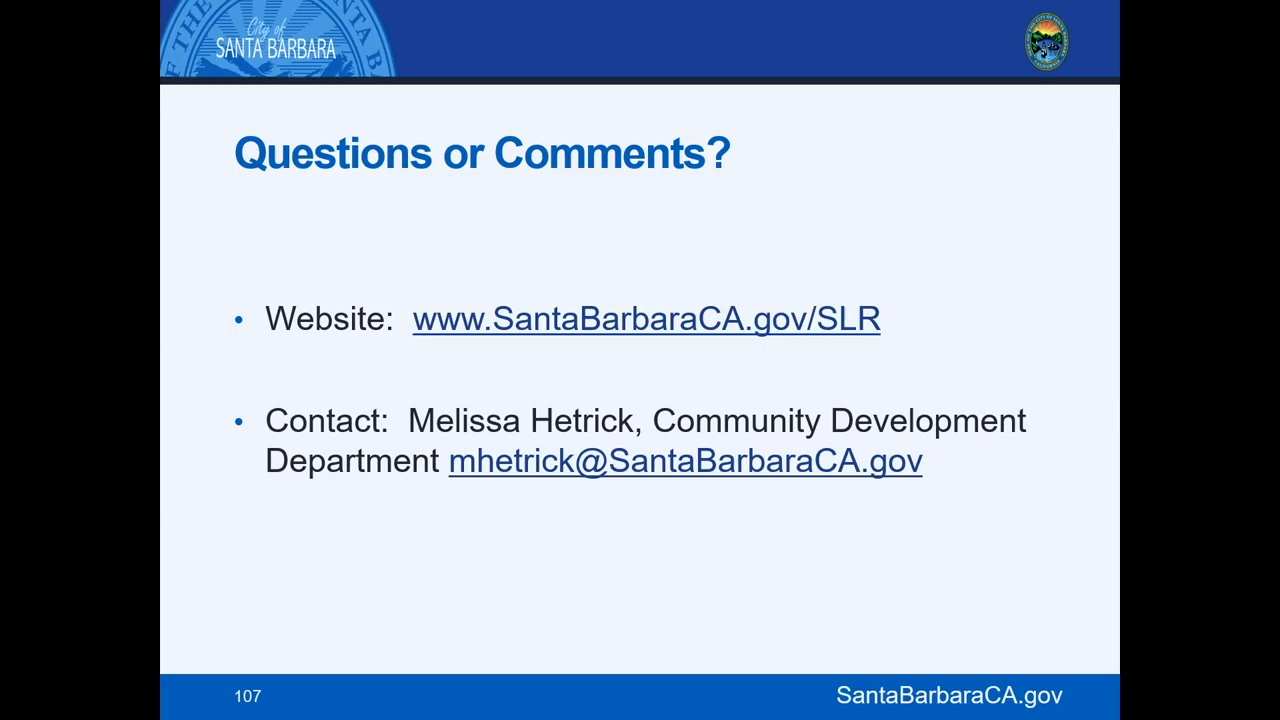 City of
SANTA BARBARA
Questions or Comments?
• Website: www.SantaBarbaraCA.gov/SLR
• Contact: Melissa Hetrick, Community Development
Department mhetrick@SantaBarbaraCA.gov
107
SantaBarbaraCA.gov